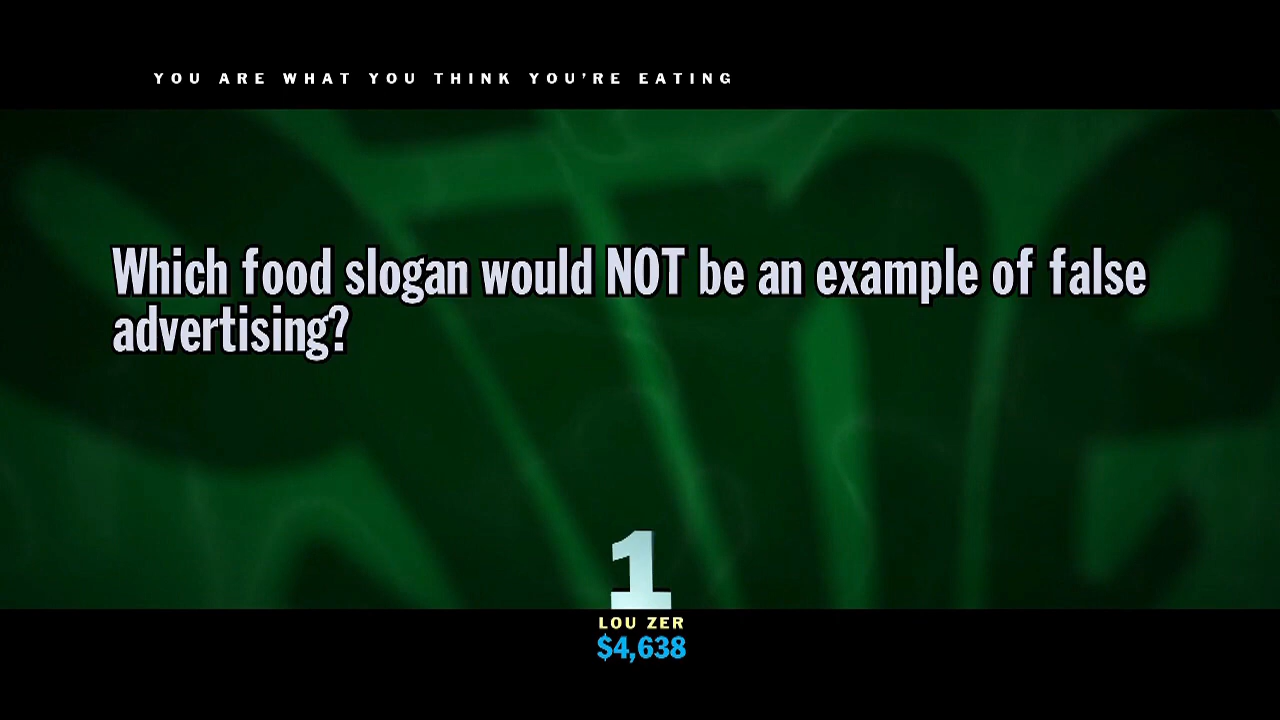 YOU ARE WHAT YOU THINK YOU'RE EATING
Which food slogan would NOT be an example of false
advertising?
1
LOU ZER
$4,638